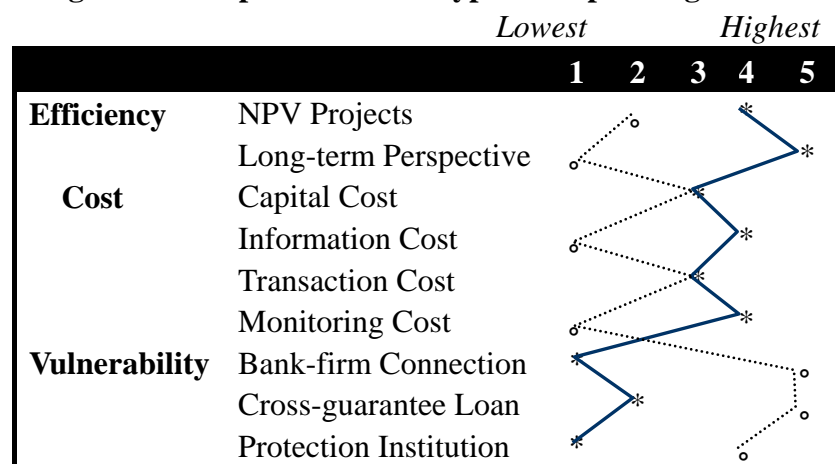 Lowest Highest
1 2 3 4 5
Efficiency NPV Projects
Long-term Perspective
Cost Capital Cost
Information Cost
Transaction Cost
Monitoring Cost
Vulnerability Bank-firm Connection
Cross-guarantee Loan
Protection Institution